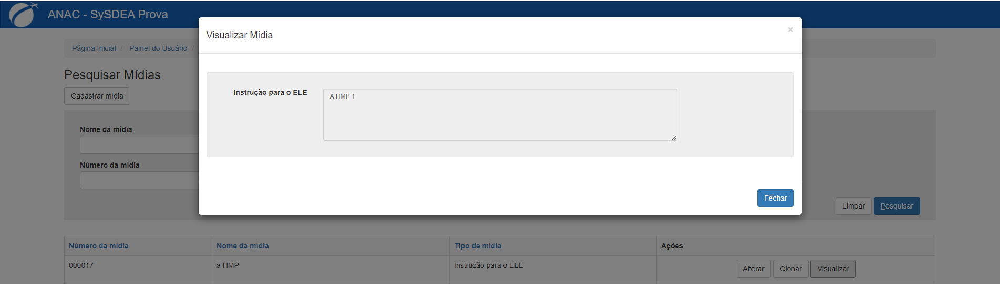 ANAC - SySDEA Prova
Visualizar Mídia ×
Página Inicial / Painel do Usuário /
Pesquisar Mídias
Cadastrar mídia
Instrução para o ELE A HMP 1
Nome da mídia
Número da mídia
Fechar
Limpar Pesquisar
Número da mídia Nome da mídia Tipo de mídia Ações
000017 a HMP Instrução para o ELE Alterar Clonar Visualizar